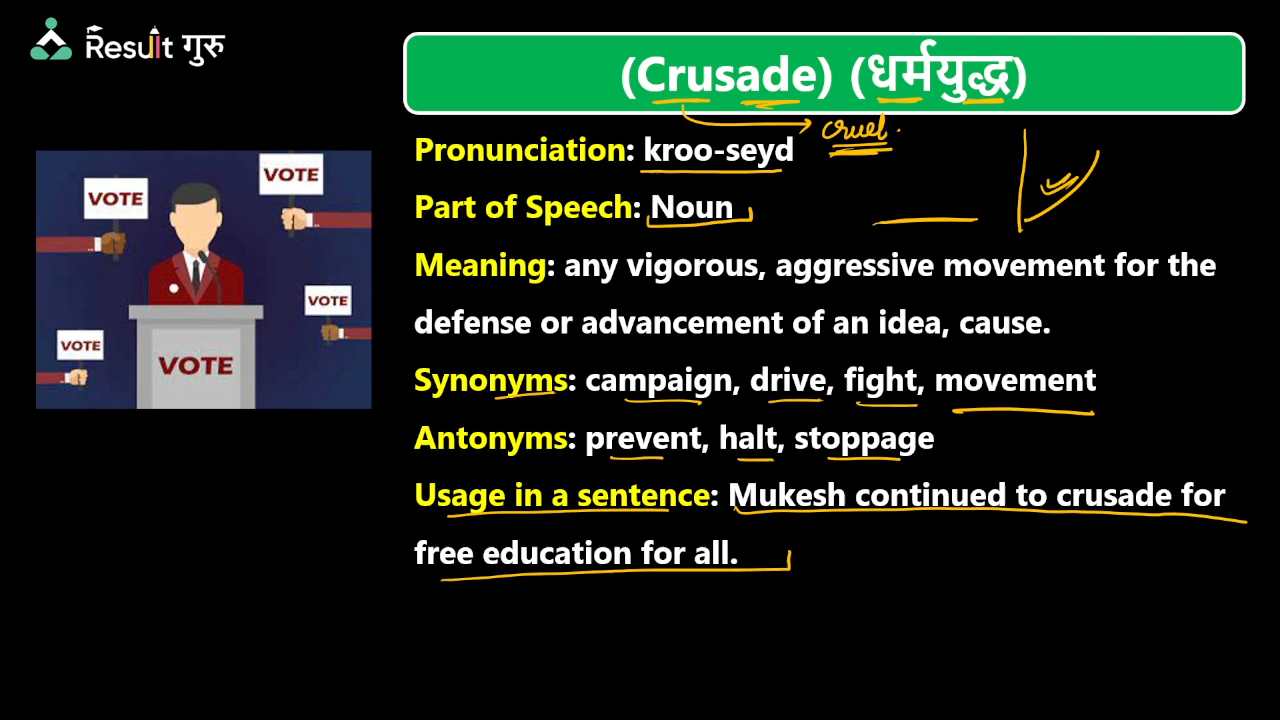 Result गुरु
(Crusade) (धर्मयुद्ध)
cruel.
Pronunciation: kroo-seyd
Part of Speech: Noun
Meaning: any vigorous, aggressive movement for the
defense or advancement of an idea, cause.
Synonyms: campaign, drive, fight, movement
Antonyms: prevent, halt, stoppage
Usage in a sentence: Mukesh continued to crusade for
free education for all.
VOTE
VOTE
VOTE
VOTE
VOTE